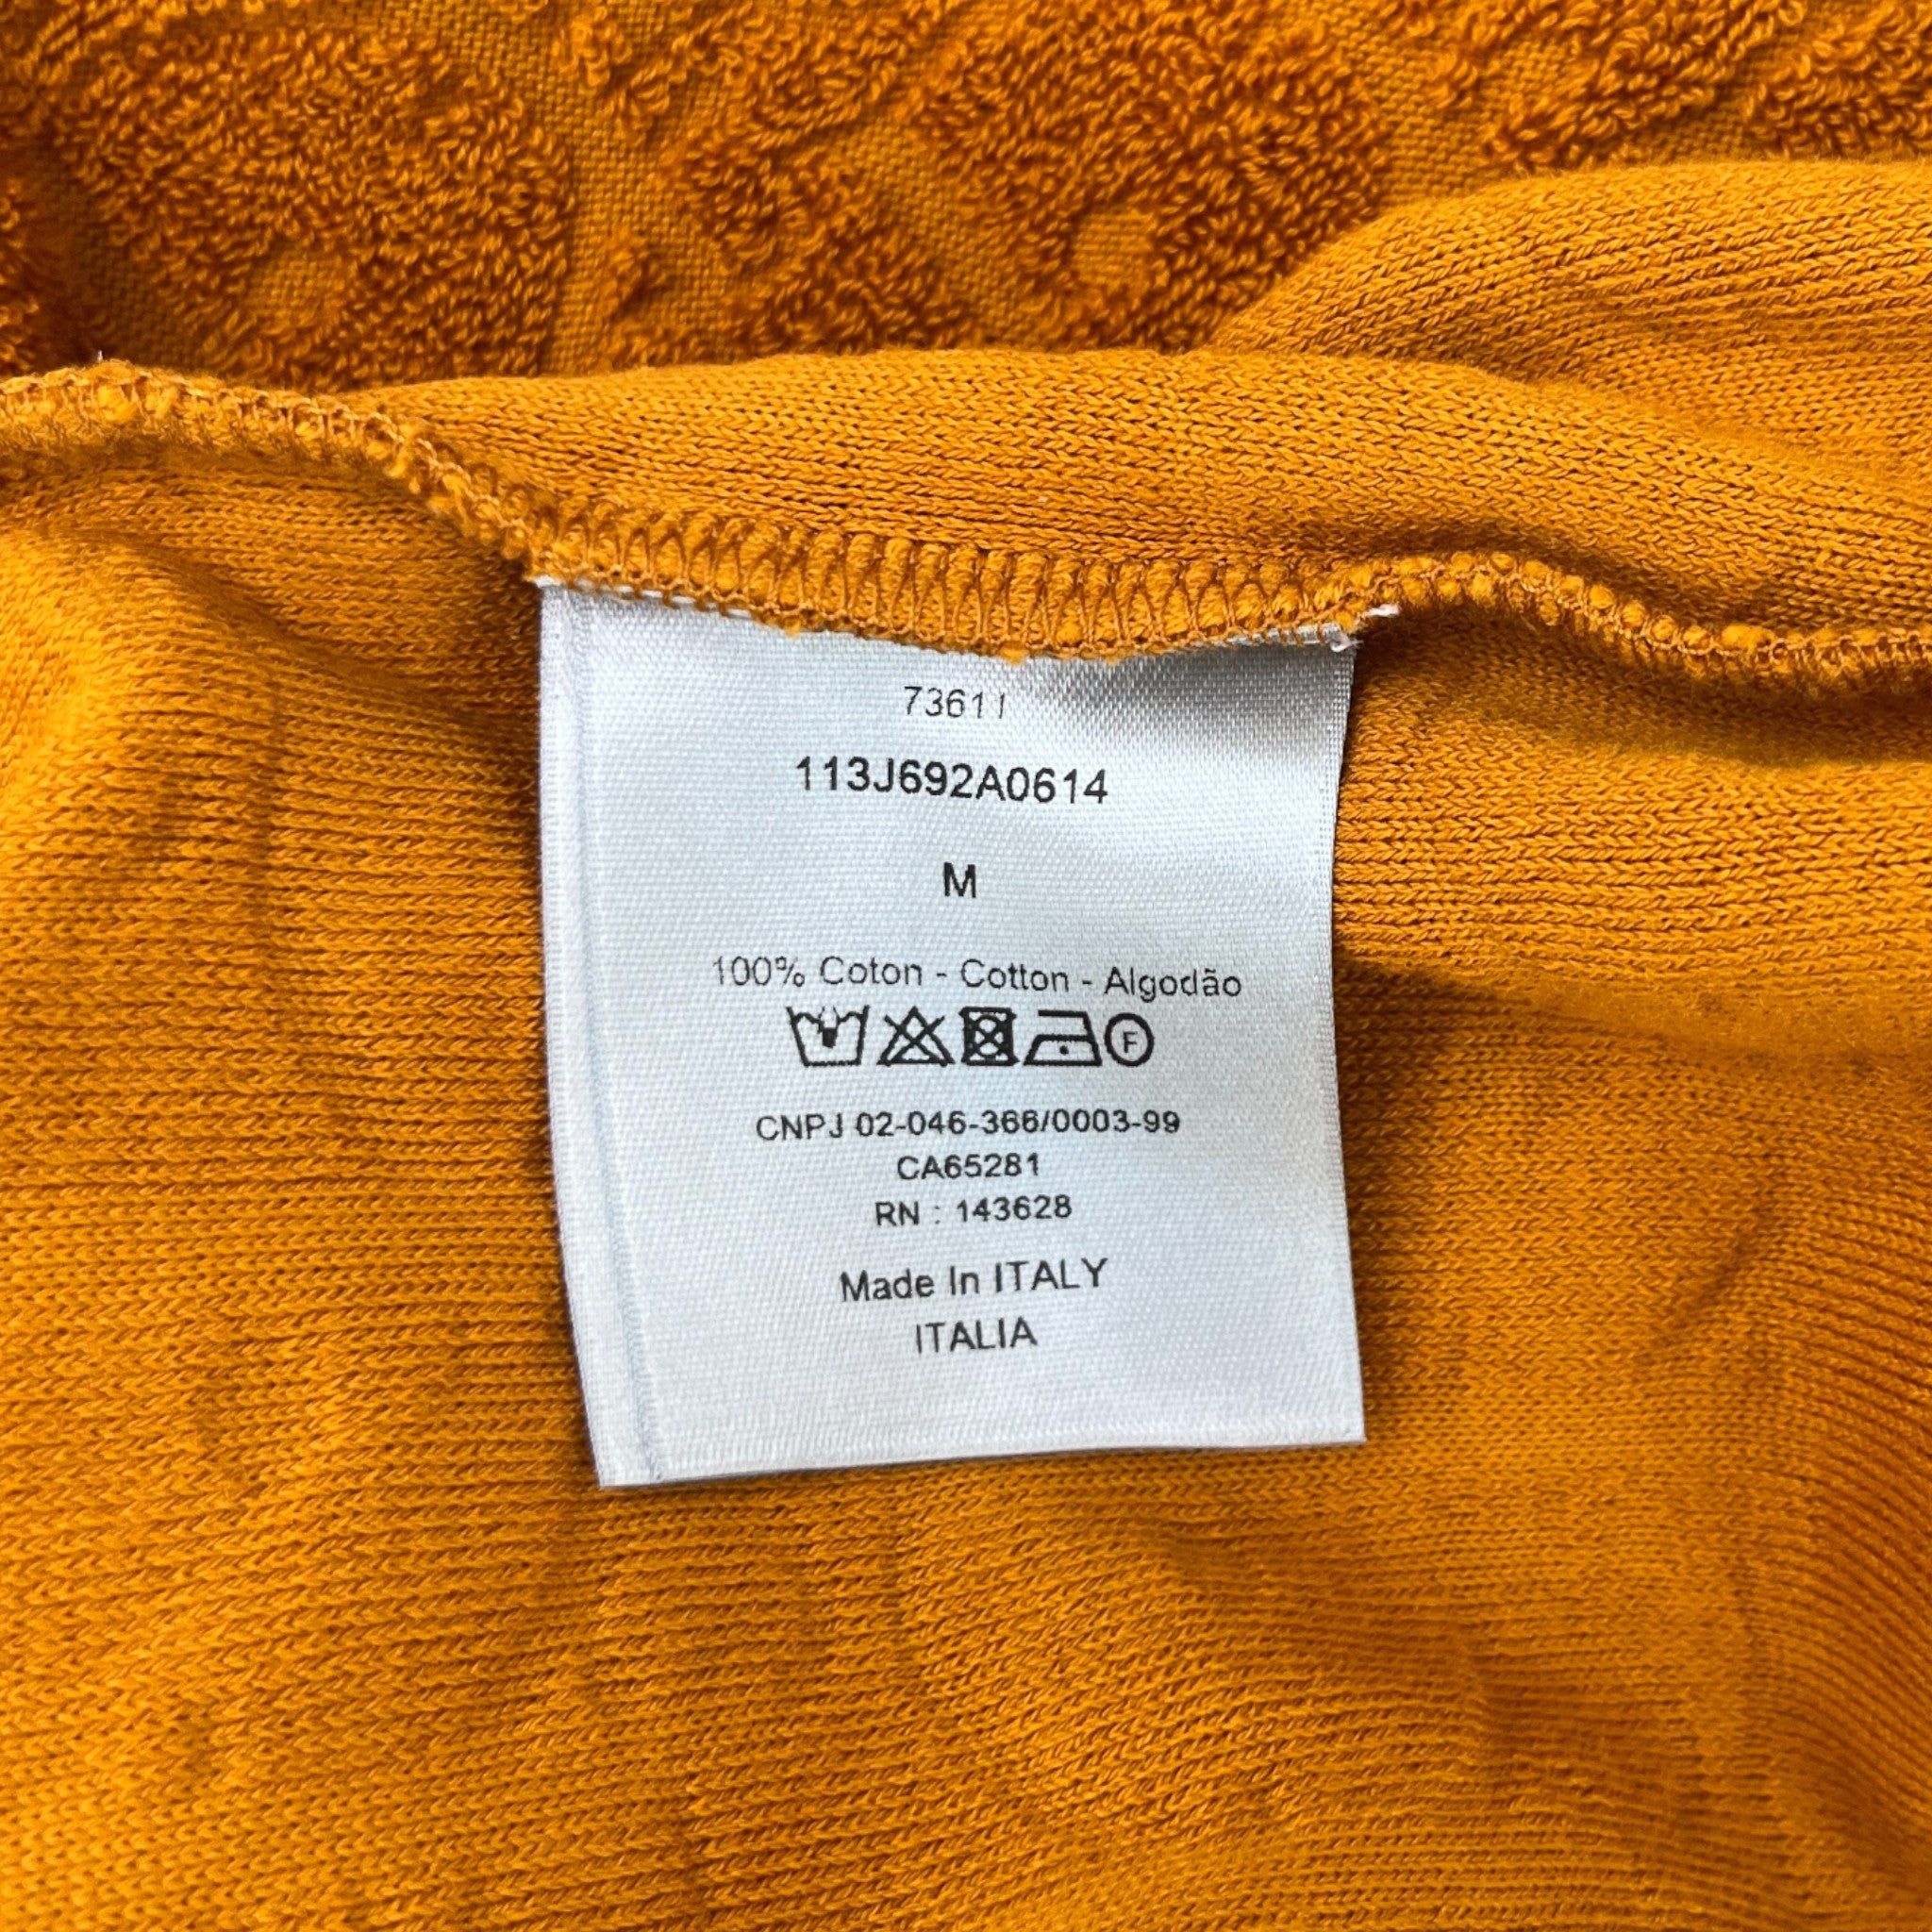 73611
113J692A0614
M
100% Coton - Cotton - Algodão
F
CNPJ 02-046-366/0003-99
CA65281
RN : 143628
Made In ITALY
ITALIA